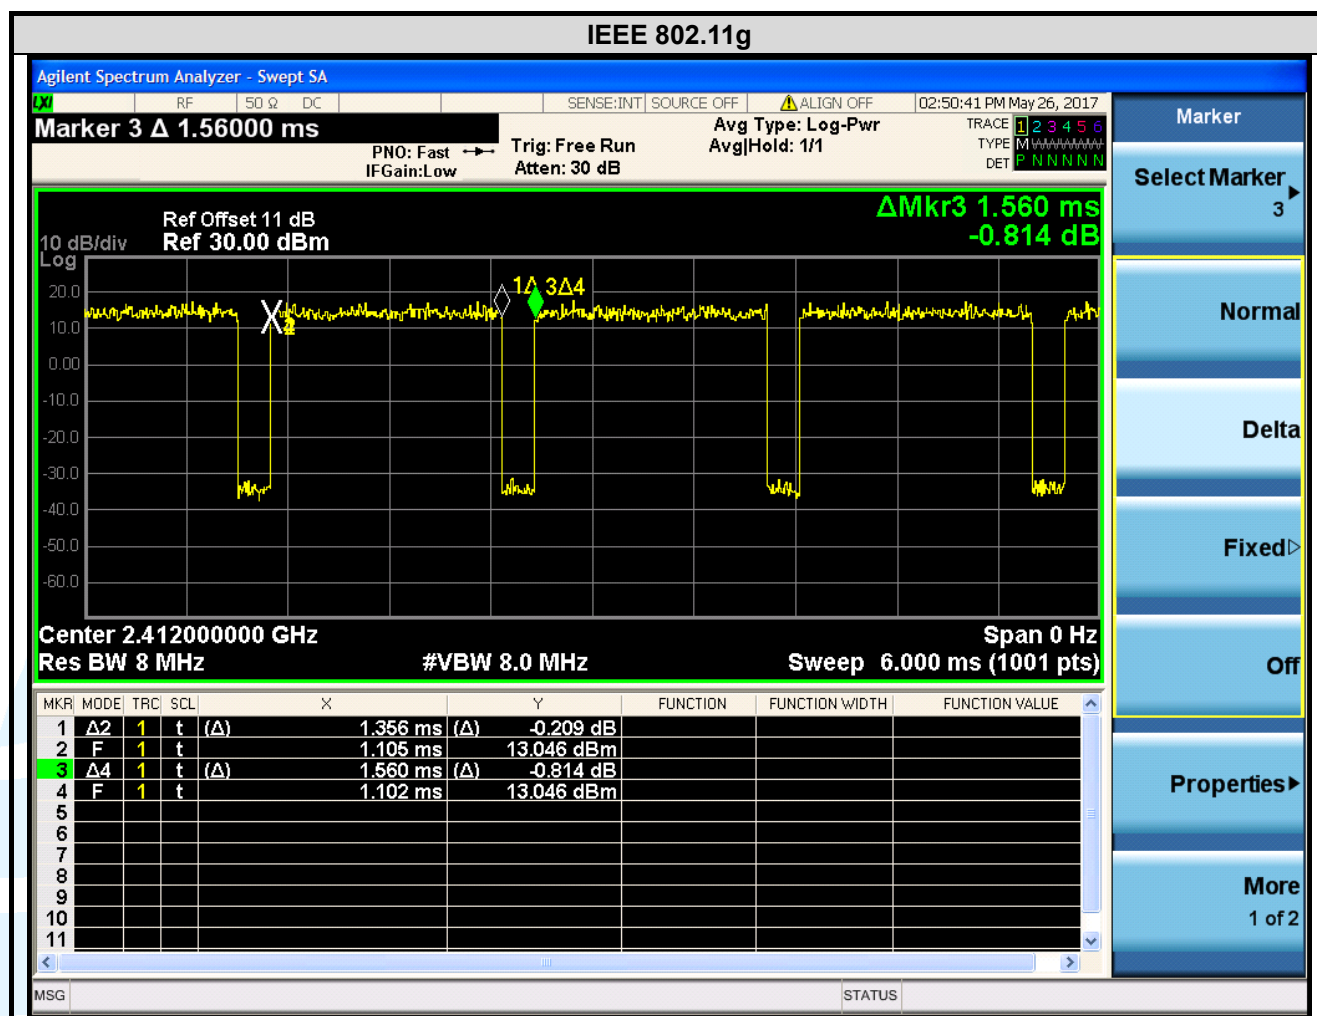 IEEE 802.11g
Agilent Spectrum Analyzer - Swept SA
LXI RF 50 Ω DC SENSE:INT SOURCE OFF ALIGN OFF 02:50:41 PM May 26, 2017
Marker 3 Δ 1.56000 ms
PNO: Fast
IFGain:Low
Trig: Free Run
Atten: 30 dB
Avg Type: Log-Pwr
Avg|Hold: 1/1
TRACE 1 2 3 4 5 6
TYPE M
DET P N N N N N
ΔMkr3 1.560 ms
-0.814 dB
Ref Offset 11 dB
10 dB/div Ref 30.00 dBm
Log
1Δ 3Δ4
20.0
10.0
0.00
-10.0
-20.0
-30.0
-40.0
-50.0
-60.0
Center 2.412000000 GHz Span 0 Hz
Res BW 8 MHz #VBW 8.0 MHz Sweep 6.000 ms (1001 pts)
MKR MODE TRC SCL X Y FUNCTION FUNCTION WIDTH FUNCTION VALUE
1 Δ2 1 t (Δ) 1.356 ms (Δ) -0.209 dB
2 F 1 t 1.105 ms 13.046 dBm
3 Δ4 1 t (Δ) 1.560 ms (Δ) -0.814 dB
4 F 1 t 1.102 ms 13.046 dBm
5
6
7
8
9
10
11
MSG STATUS
Marker
Select Marker
3
Normal
Delta
Fixed
Off
Properties
More
1 of 2